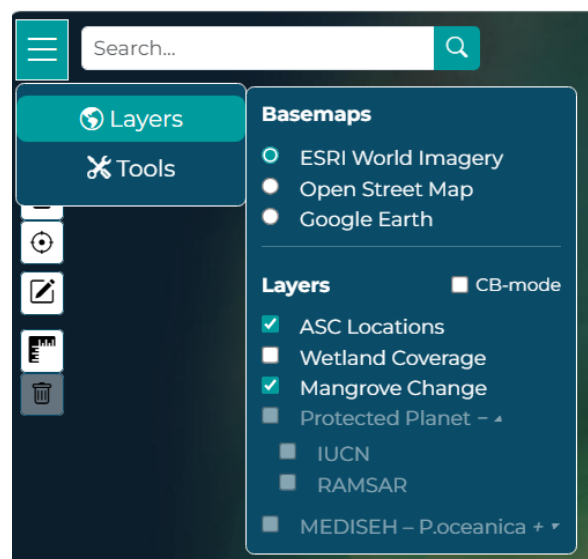 Search...
Layers
Tools
Basemaps
ESRI World Imagery
Open Street Map
Google Earth
Layers
CB-mode
ASC Locations
Wetland Coverage
Mangrove Change
Protected Planet –
IUCN
RAMSAR
MEDISEH – P.oceanica +